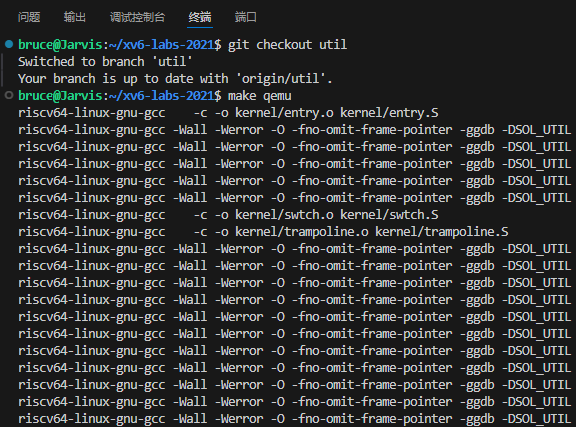 问题 输出 调试控制台 终端 端口
bruce@Jarvis:~/xv6-labs-2021$ git checkout util
Switched to branch 'util'
Your branch is up to date with 'origin/util'.
bruce@Jarvis:~/xv6-labs-2021$ make qemu
riscv64-linux-gnu-gcc    -c -o kernel/entry.o kernel/entry.S
riscv64-linux-gnu-gcc -Wall -Werror -O -fno-omit-frame-pointer -ggdb -DSOL_UTIL
riscv64-linux-gnu-gcc -Wall -Werror -O -fno-omit-frame-pointer -ggdb -DSOL_UTIL
riscv64-linux-gnu-gcc -Wall -Werror -O -fno-omit-frame-pointer -ggdb -DSOL_UTIL
riscv64-linux-gnu-gcc -Wall -Werror -O -fno-omit-frame-pointer -ggdb -DSOL_UTIL
riscv64-linux-gnu-gcc -Wall -Werror -O -fno-omit-frame-pointer -ggdb -DSOL_UTIL
riscv64-linux-gnu-gcc    -c -o kernel/swtch.o kernel/swtch.S
riscv64-linux-gnu-gcc    -c -o kernel/trampoline.o kernel/trampoline.S
riscv64-linux-gnu-gcc -Wall -Werror -O -fno-omit-frame-pointer -ggdb -DSOL_UTIL
riscv64-linux-gnu-gcc -Wall -Werror -O -fno-omit-frame-pointer -ggdb -DSOL_UTIL
riscv64-linux-gnu-gcc -Wall -Werror -O -fno-omit-frame-pointer -ggdb -DSOL_UTIL
riscv64-linux-gnu-gcc -Wall -Werror -O -fno-omit-frame-pointer -ggdb -DSOL_UTIL
riscv64-linux-gnu-gcc -Wall -Werror -O -fno-omit-frame-pointer -ggdb -DSOL_UTIL
riscv64-linux-gnu-gcc -Wall -Werror -O -fno-omit-frame-pointer -ggdb -DSOL_UTIL
riscv64-linux-gnu-gcc -Wall -Werror -O -fno-omit-frame-pointer -ggdb -DSOL_UTIL
riscv64-linux-gnu-gcc -Wall -Werror -O -fno-omit-frame-pointer -ggdb -DSOL_UTIL
riscv64-linux-gnu-gcc -Wall -Werror -O -fno-omit-frame-pointer -ggdb -DSOL_UTIL
riscv64-linux-gnu-gcc -Wall -Werror -O -fno-omit-frame-pointer -ggdb -DSOL_UTIL
riscv64-linux-gnu-gcc -Wall -Werror -O -fno-omit-frame-pointer -ggdb -DSOL_UTIL